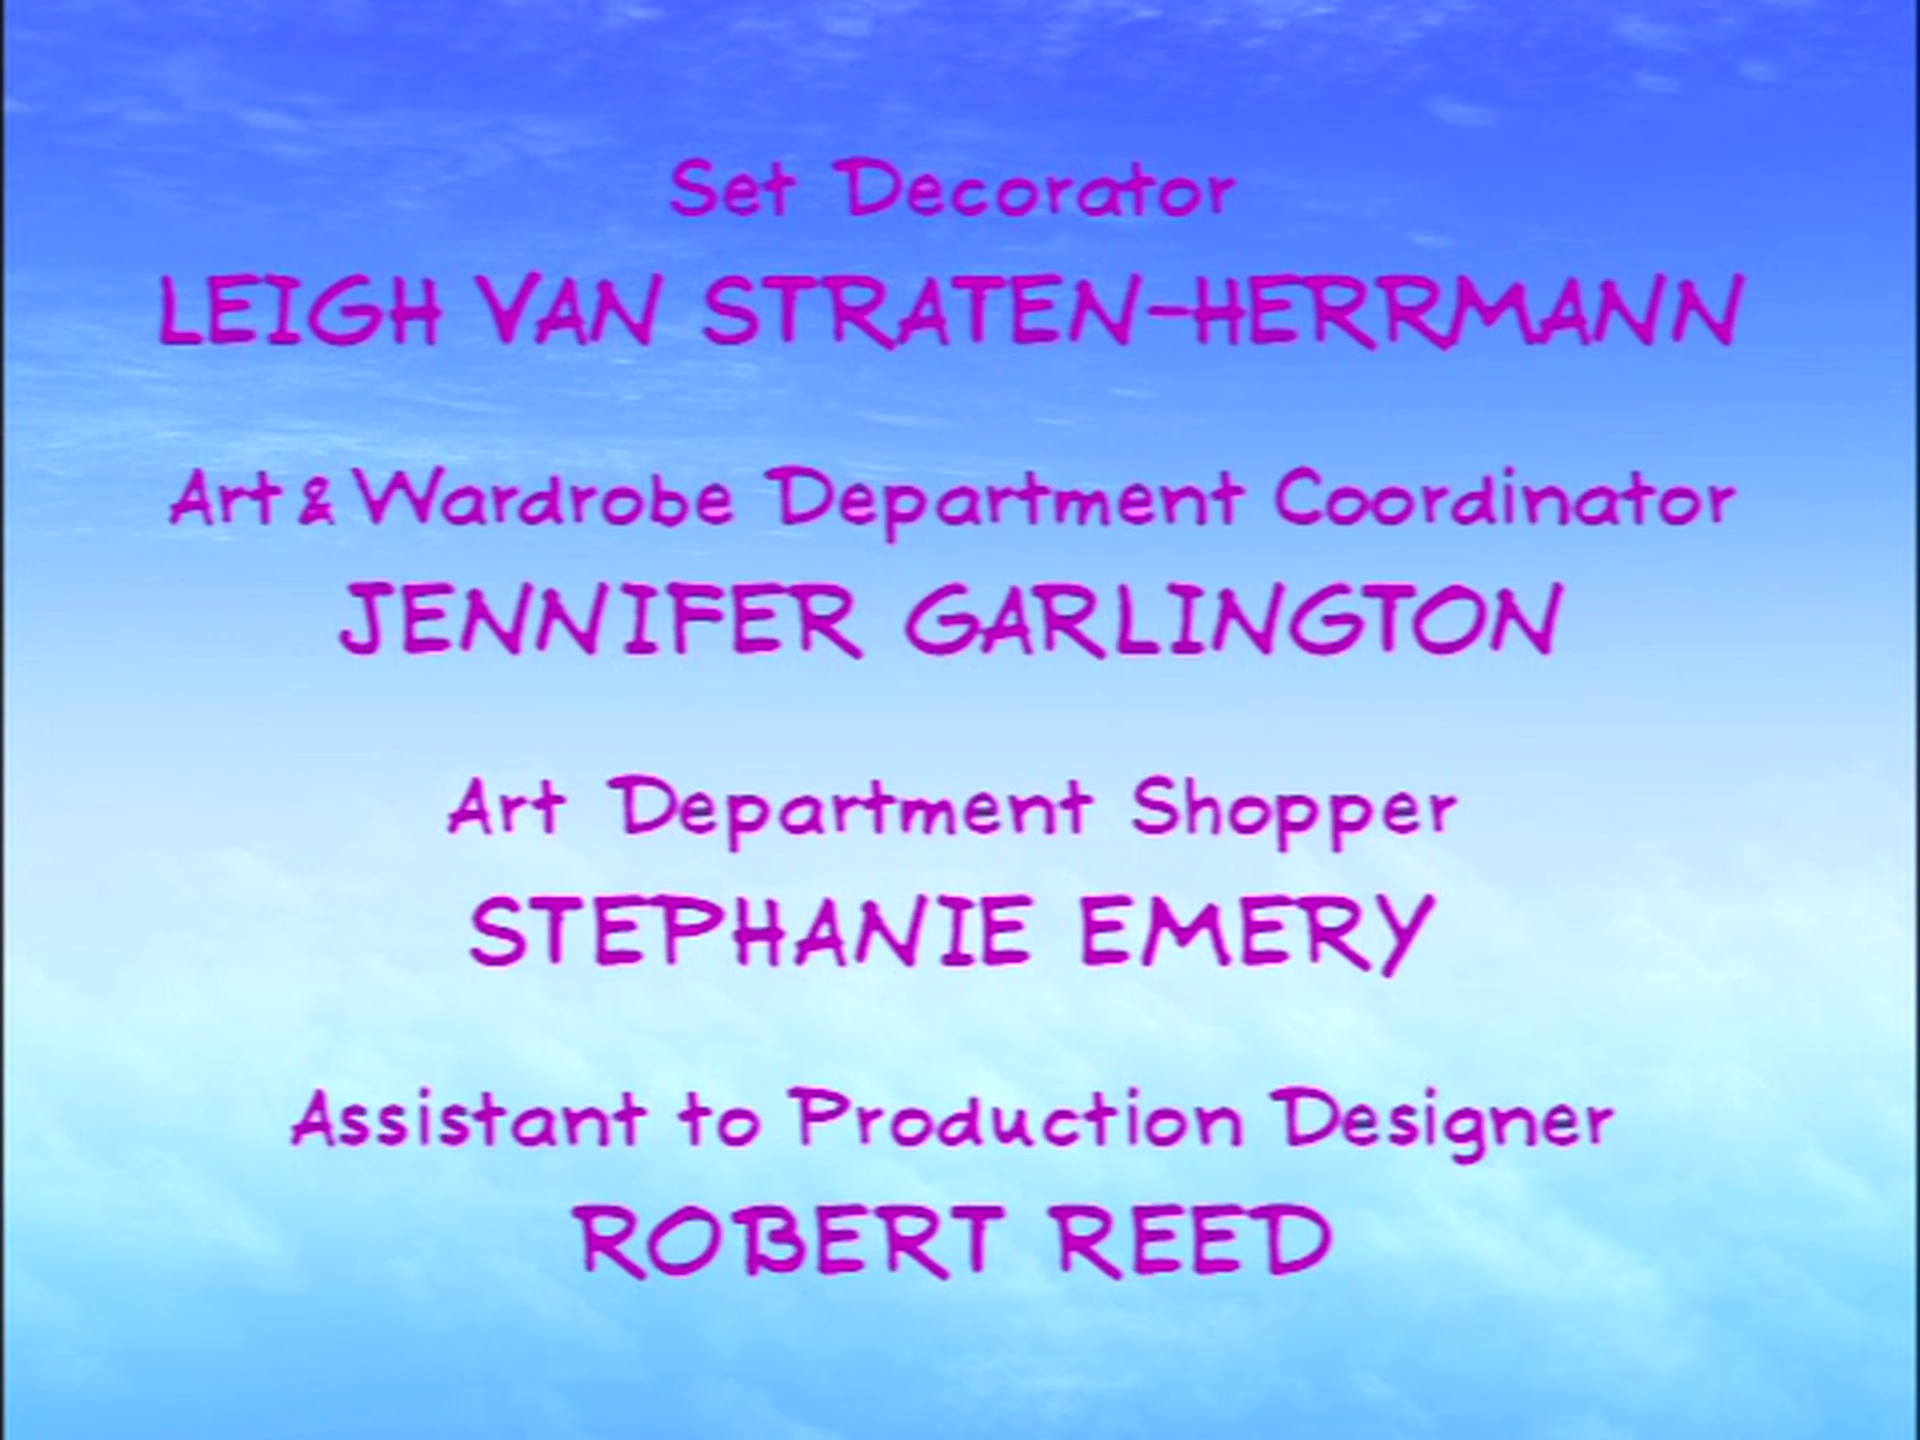 Set Decorator
LEIGH VAN STRATEN-HERRMANN
Art & Wardrobe Department Coordinator
JENNIFER GARLINGTON
Art Department Shopper
STEPHANIE EMERY
Assistant to Production Designer
ROBERT REED